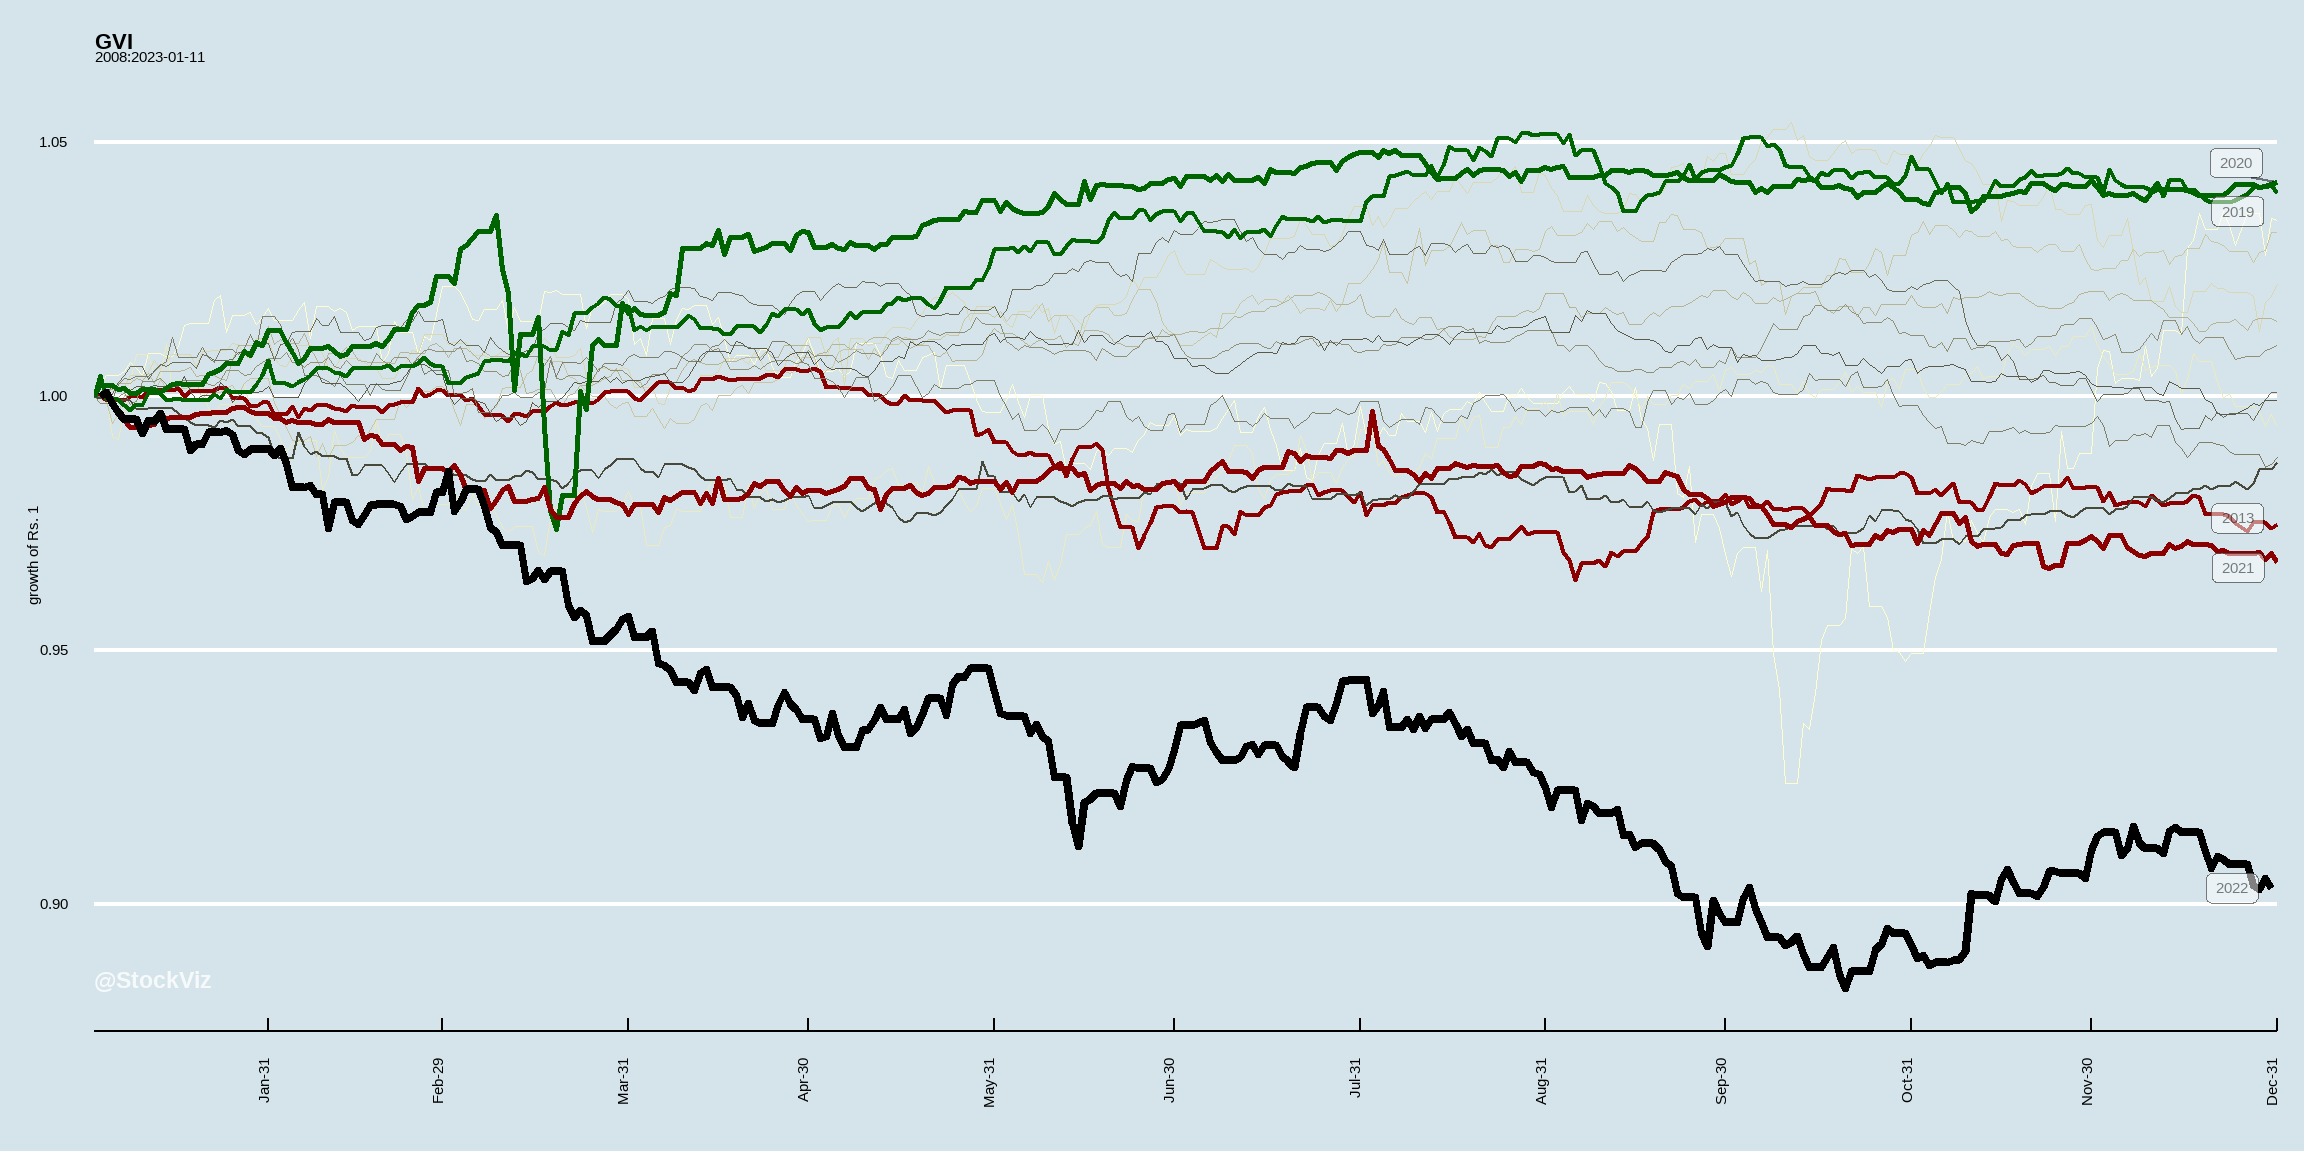 GVI
2008:2023-01-11
1.05
1.00
0.95
0.90
growth of Rs. 1
2020
2019
2013
2021
2022
@StockViz
Jan-31
Feb-29
Mar-31
Apr-30
May-31
Jun-30
Jul-31
Aug-31
Sep-30
Oct-31
Nov-30
Dec-31